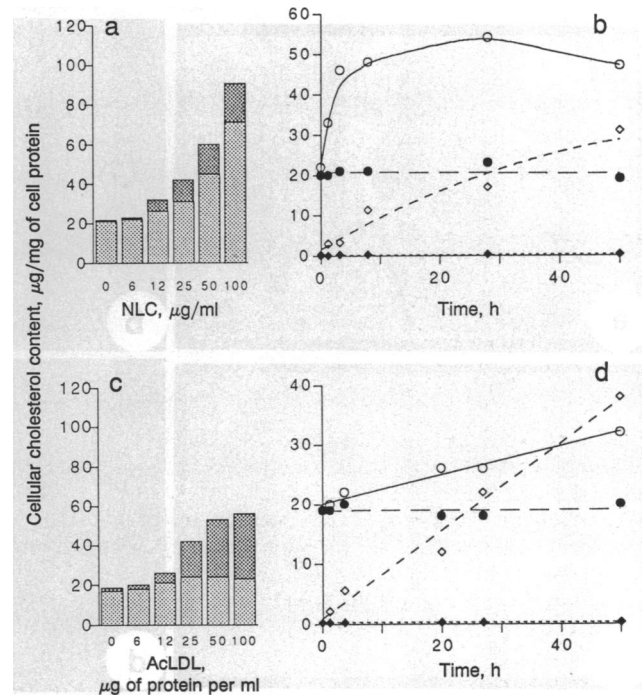 a
b
120
100
80
60
40
20
0
0 6 12 25 50 100
NLC, µg/ml
60
50
40
30
20
10
0
0 20 40
Time, h
Cellular cholesterol content, µg/mg of cell protein
c
d
120
100
80
60
40
20
0
0 6 12 25 50 100
AcLDL,
µg of protein per ml
40
30
20
10
0
0 20 40
Time, h